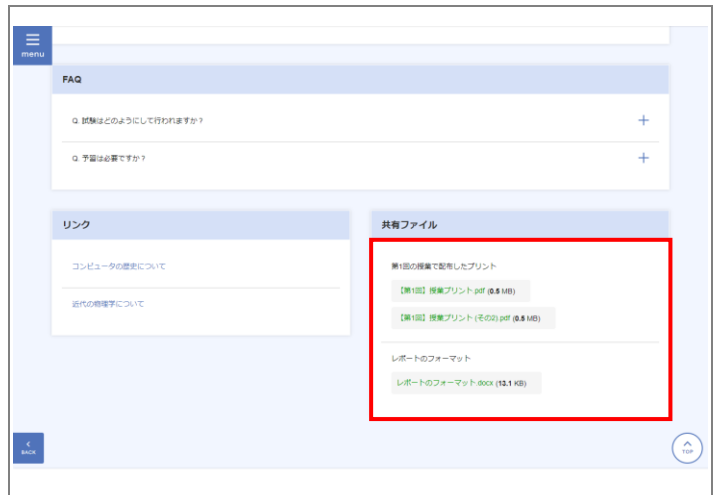 menu
FAQ
Q. 試験はどのようにして行われますか？
Q. 予習は必要ですか？
リンク
コンピュータの歴史について
近代の物理学について
共有ファイル
第1回の授業で配布したプリント
【第1回】授業プリント.pdf (0.5 MB)
【第1回】授業プリント (その2).pdf (0.5 MB)
レポートのフォーマット
レポートのフォーマット.docx (13.1 KB)
BACK
TOP